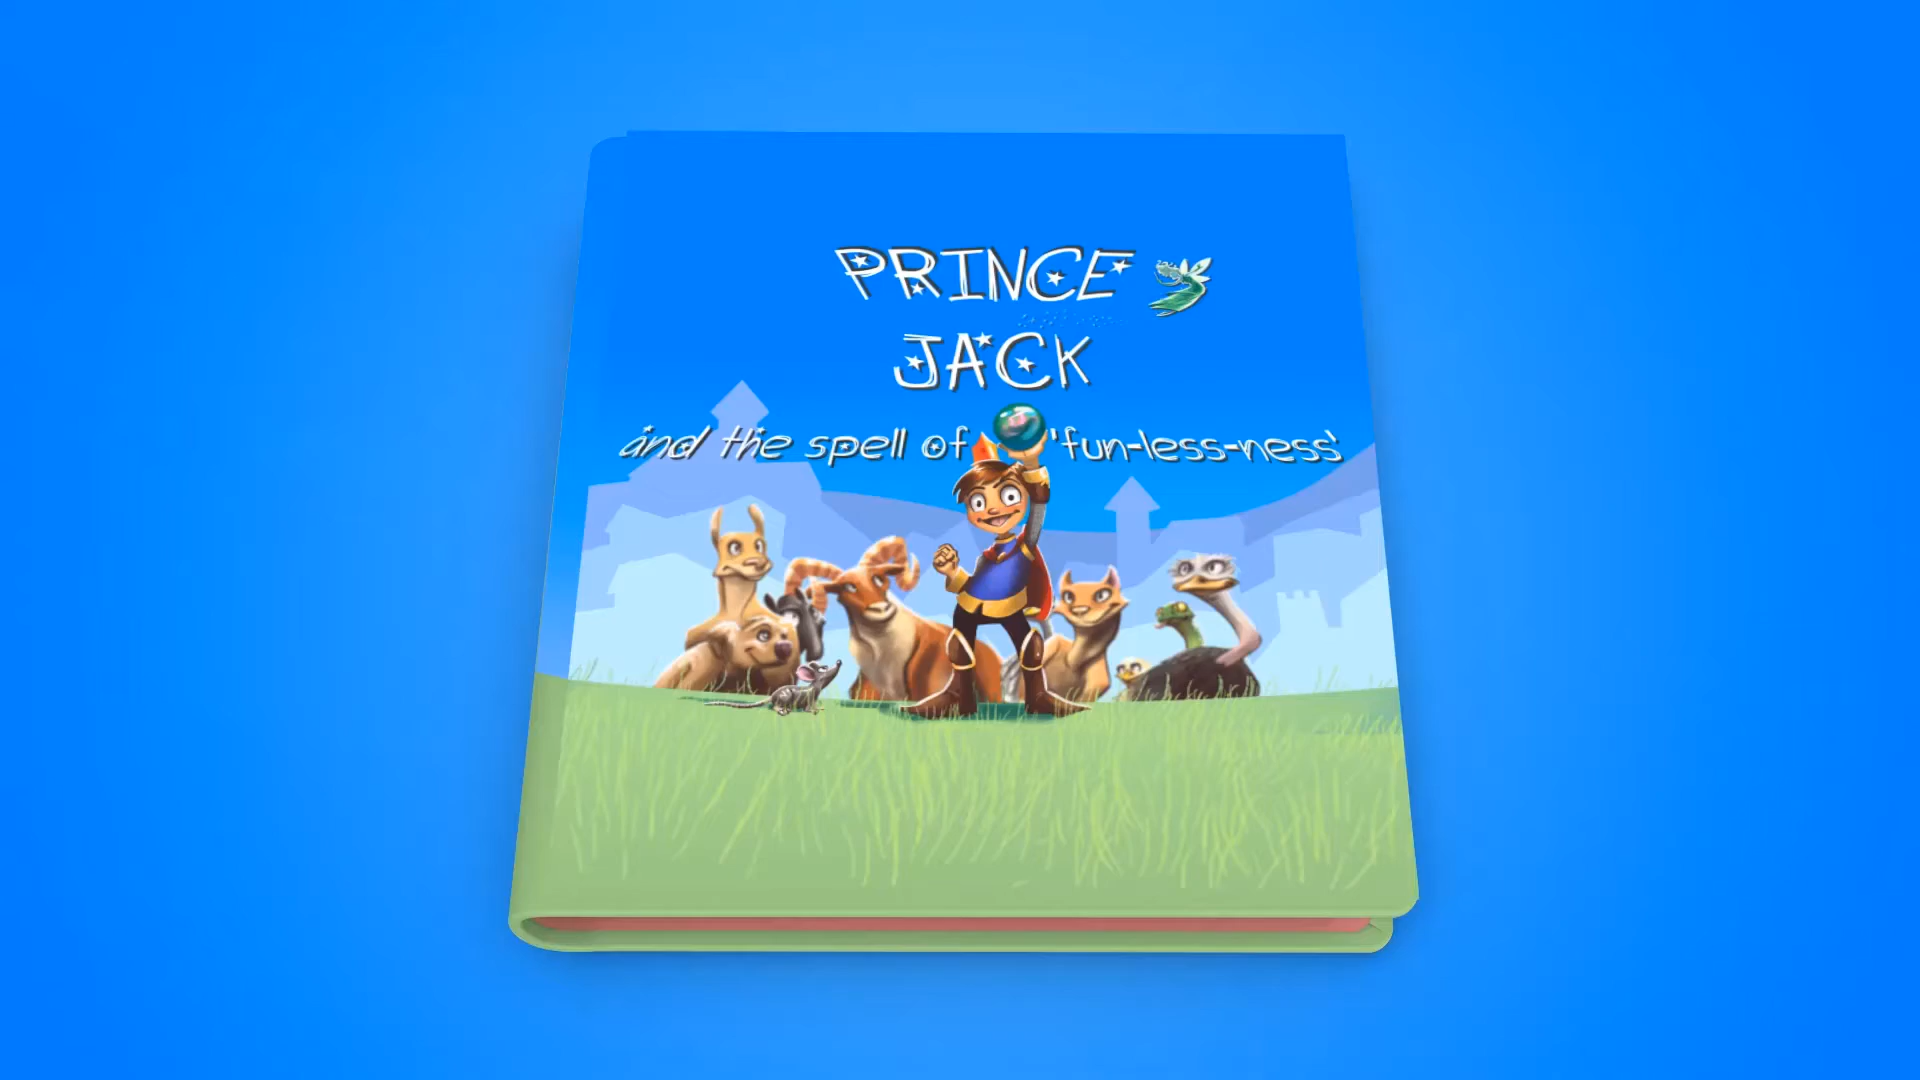 PRINCE
JACK
and the spell of 'fun-less-ness'